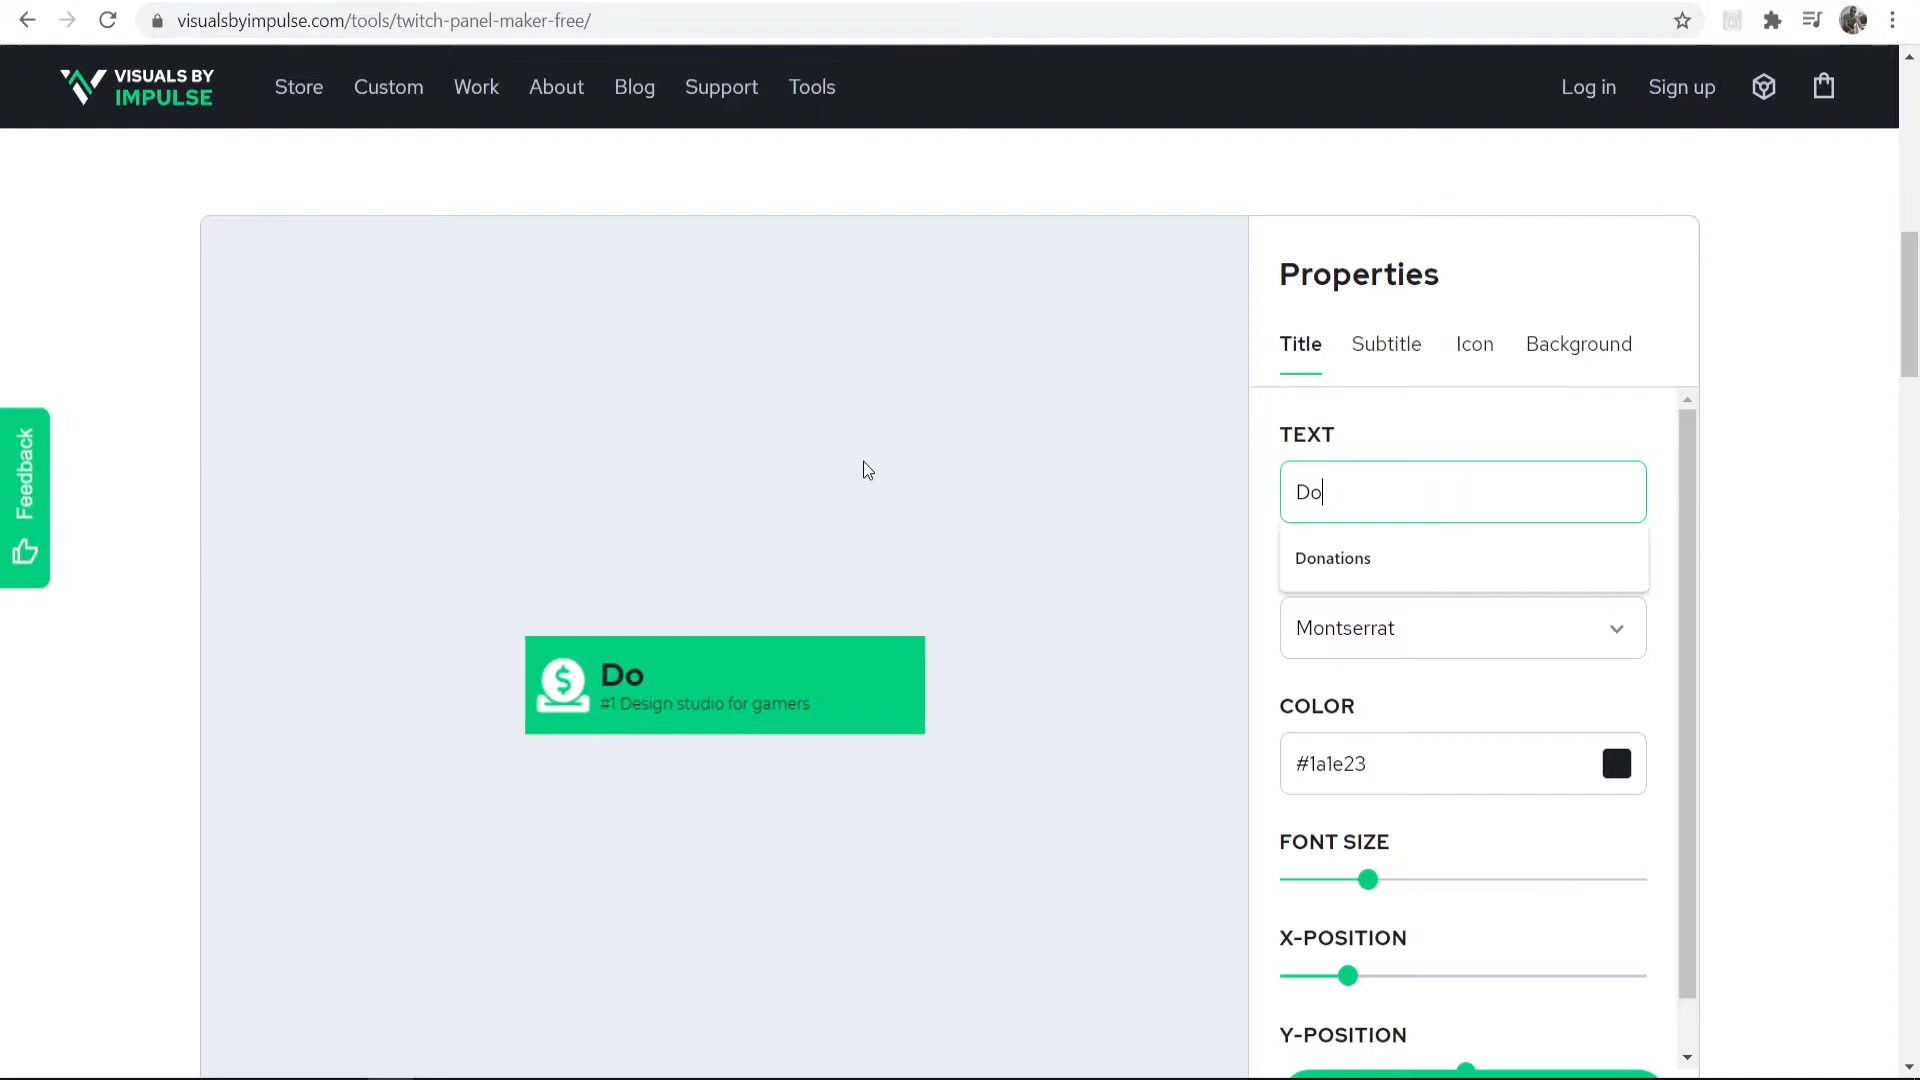 visualsbyimpulse.com/tools/twitch-panel-maker-free/
VISUALS BY
IMPULSE
Store Custom Work About Blog Support Tools Log in Sign up
Properties
Title Subtitle Icon Background
TEXT
Do
Donations
Montserrat
COLOR
#1a1e23
FONT SIZE
X-POSITION
Y-POSITION
Feedback
$
Do
#1 Design studio for gamers